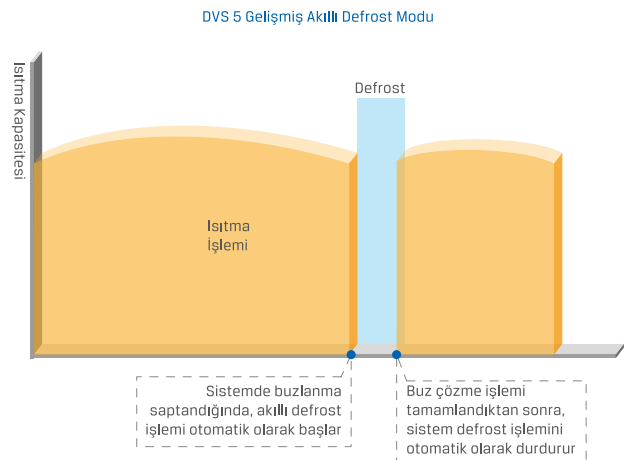 DVS 5 Gelişmiş Akıllı Defrost Modu
Isıtma Kapasitesi
Defrost
Isıtma
İşlemi
Sistemde buzlanma
saptandığında, akıllı defrost
işlemi otomatik olarak başlar
Buz çözme işlemi
tamamlandıktan sonra,
sistem defrost işlemini
otomatik olarak durdurur